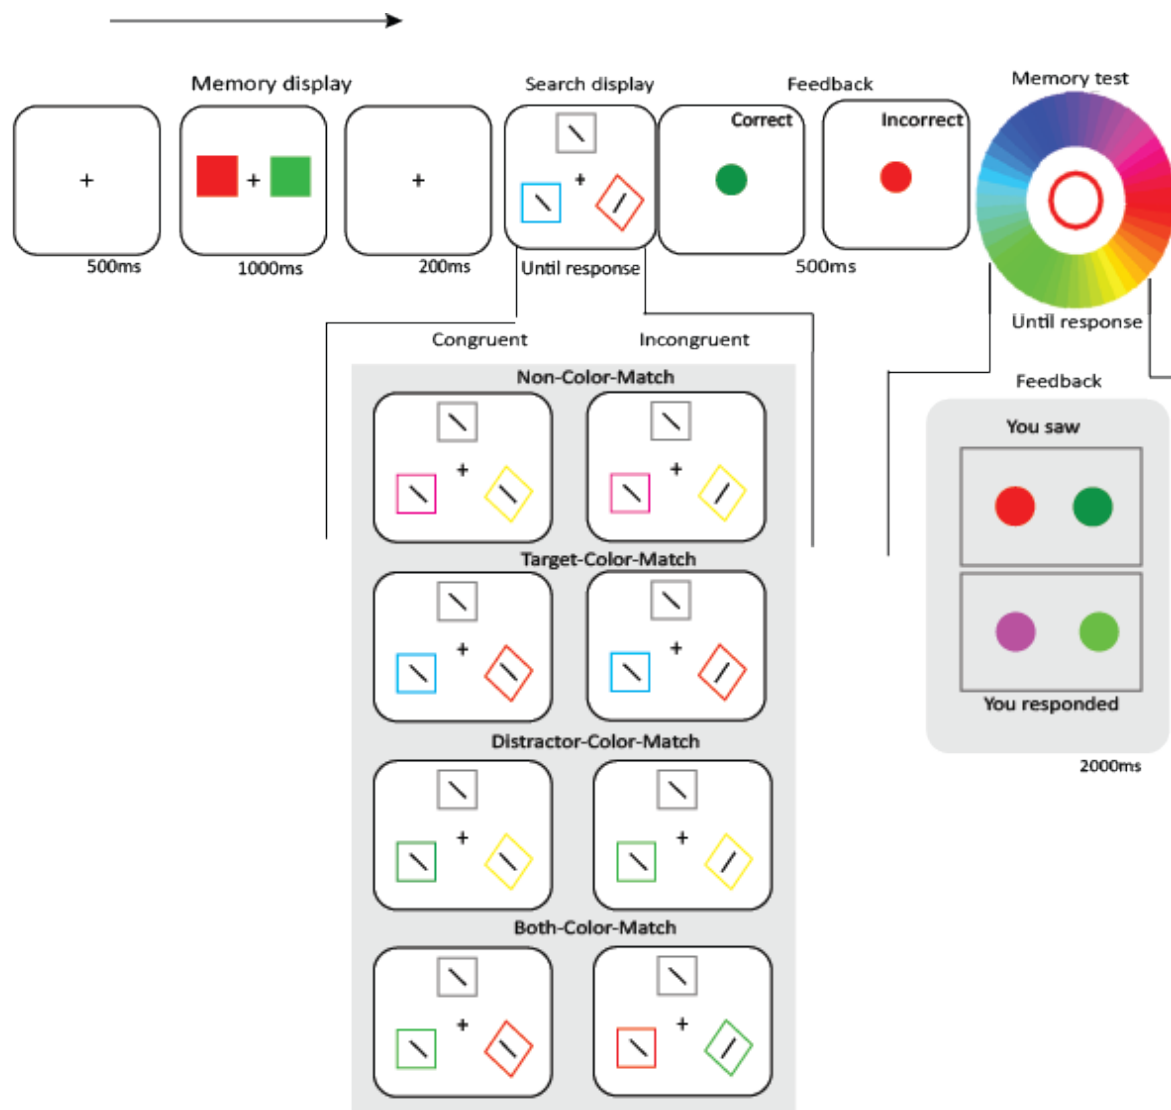 Memory display
Search display
Feedback
Memory test
Correct
Incorrect
500ms
1000ms
200ms
Until response
500ms
Until response
Congruent
Incongruent
Non-Color-Match
Target-Color-Match
Distractor-Color-Match
Both-Color-Match
Feedback
You saw
You responded
2000ms